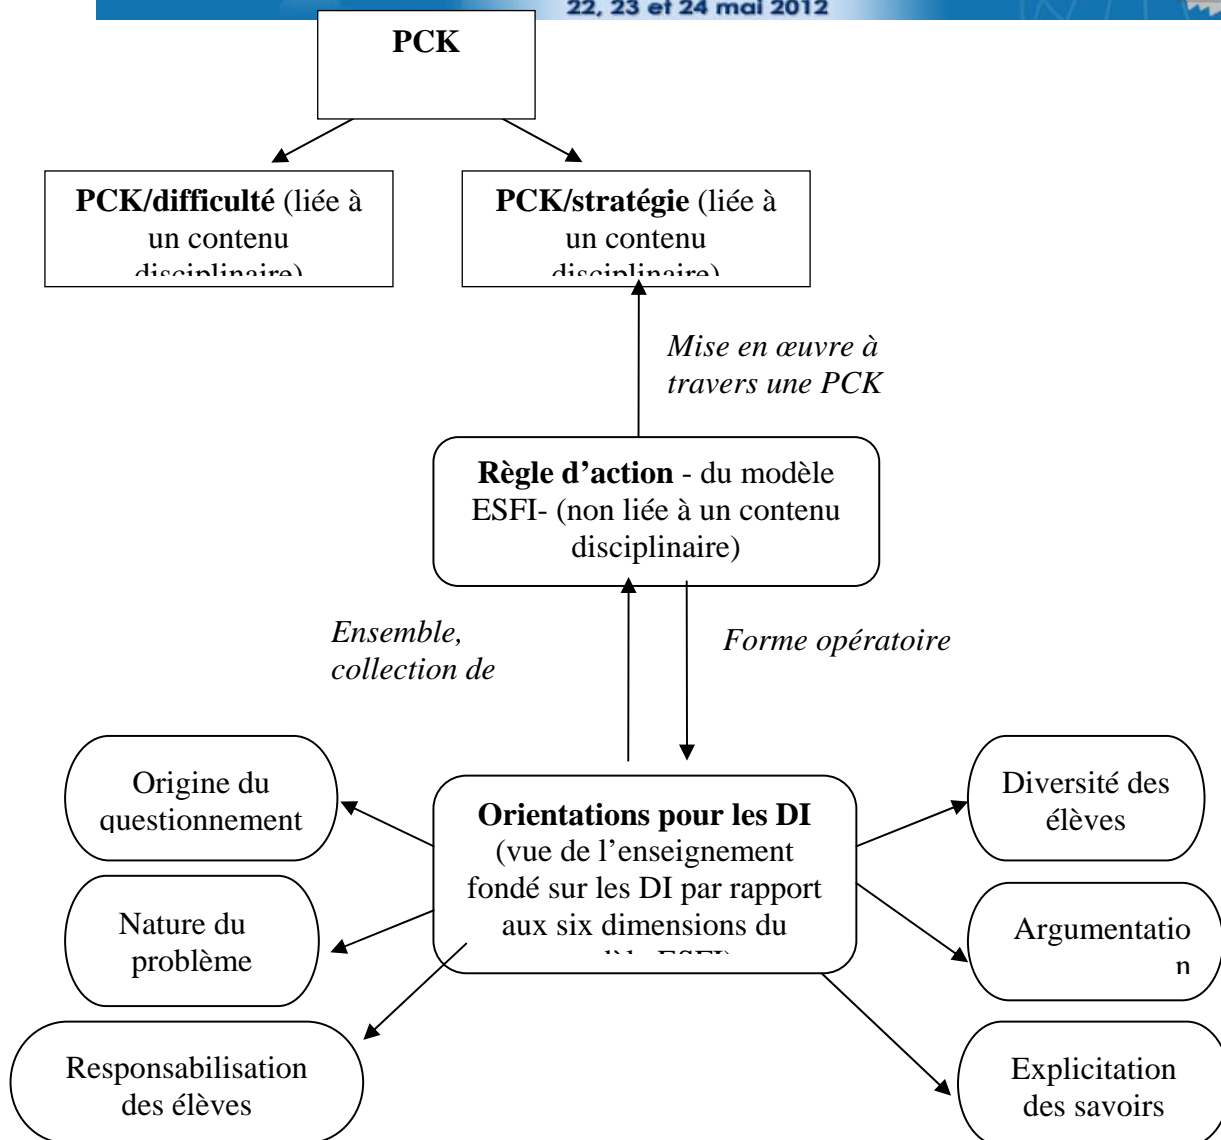 22, 23 et 24 mai 2012
PCK
PCK/difficulté (liée à
un contenu
disciplinaire)
PCK/stratégie (liée à
un contenu
disciplinaire)
Mise en œuvre à
travers une PCK
Règle d’action - du modèle
ESFI- (non liée à un contenu
disciplinaire)
Ensemble,
collection de
Forme opératoire
Origine du
questionnement
Nature du
problème
Responsabilisation
des élèves
Orientations pour les DI
(vue de l’enseignement
fondé sur les DI par rapport
aux six dimensions du
ESFI)
Diversité des
élèves
Argumentatio
n
Explicitation
des savoirs